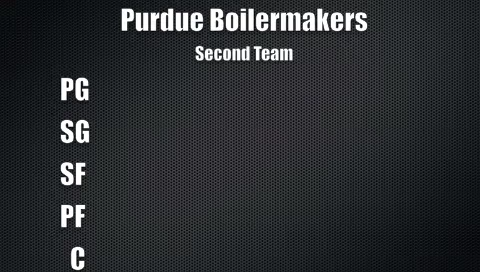 Purdue Boilermakers
Second Team
PG
SG
SF
PF
C